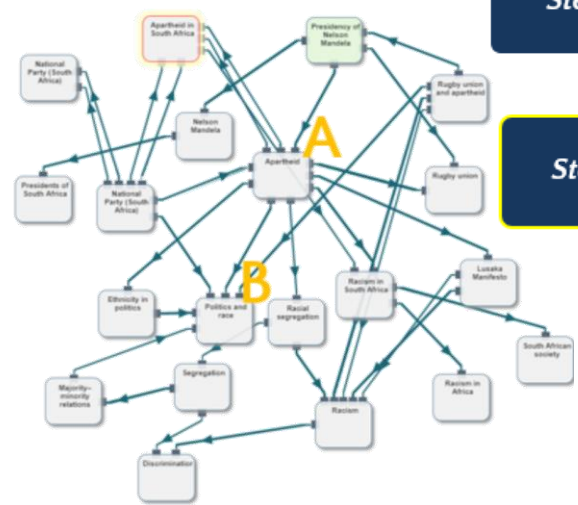 Apartheid in
South Africa
Presidency of
Nelson
Mandela
National
Party (South
Africa)
Rugby union
and apartheid
Nelson
Mandela
A
Apartheid
Rugby union
Presidents of
South Africa
National
Party (South
Africa)
B
Ethnicity in
politics
Politics and
race
Racial
segregation
Racism in
South Africa
Lusaka
Manifesto
South African
society
Segregation
Majority–
minority
relations
Racism
Racism in
Africa
Discrimination